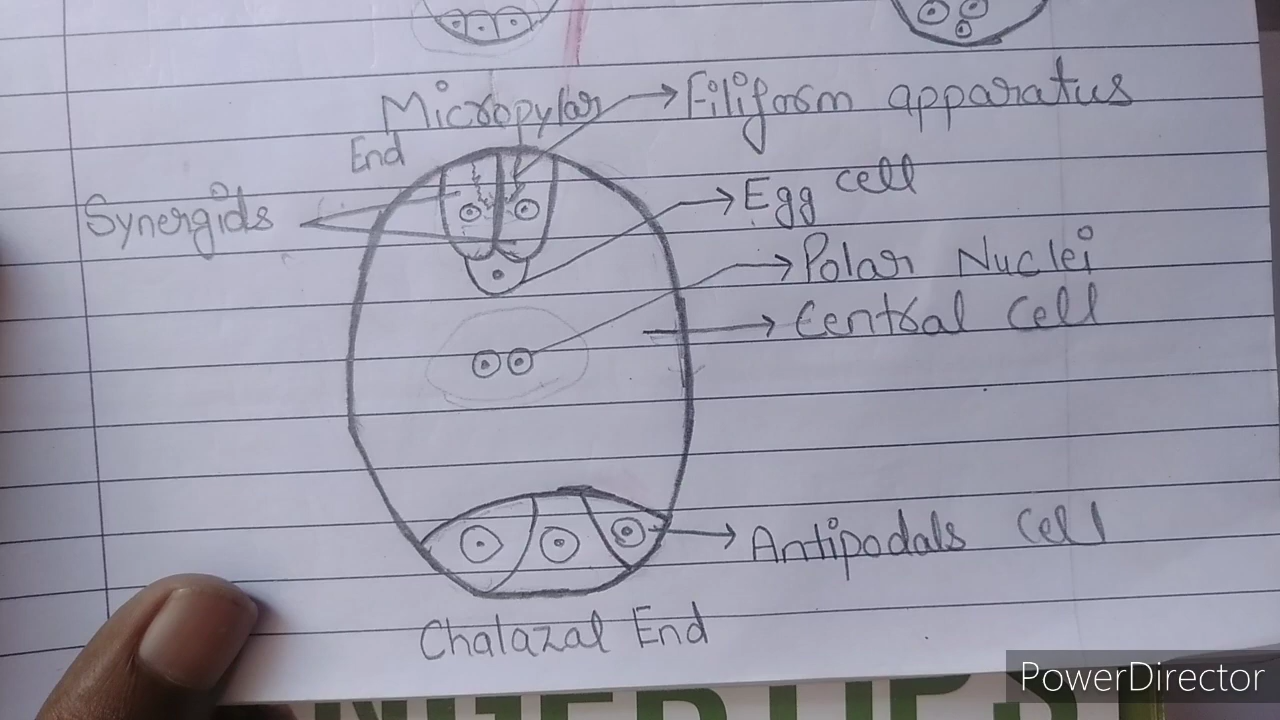 Micropylar
End
Filiform apparatus
Synergids
Egg cell
Polar Nuclei
Central Cell
Antipodals Cell
Chalazal End
PowerDirector